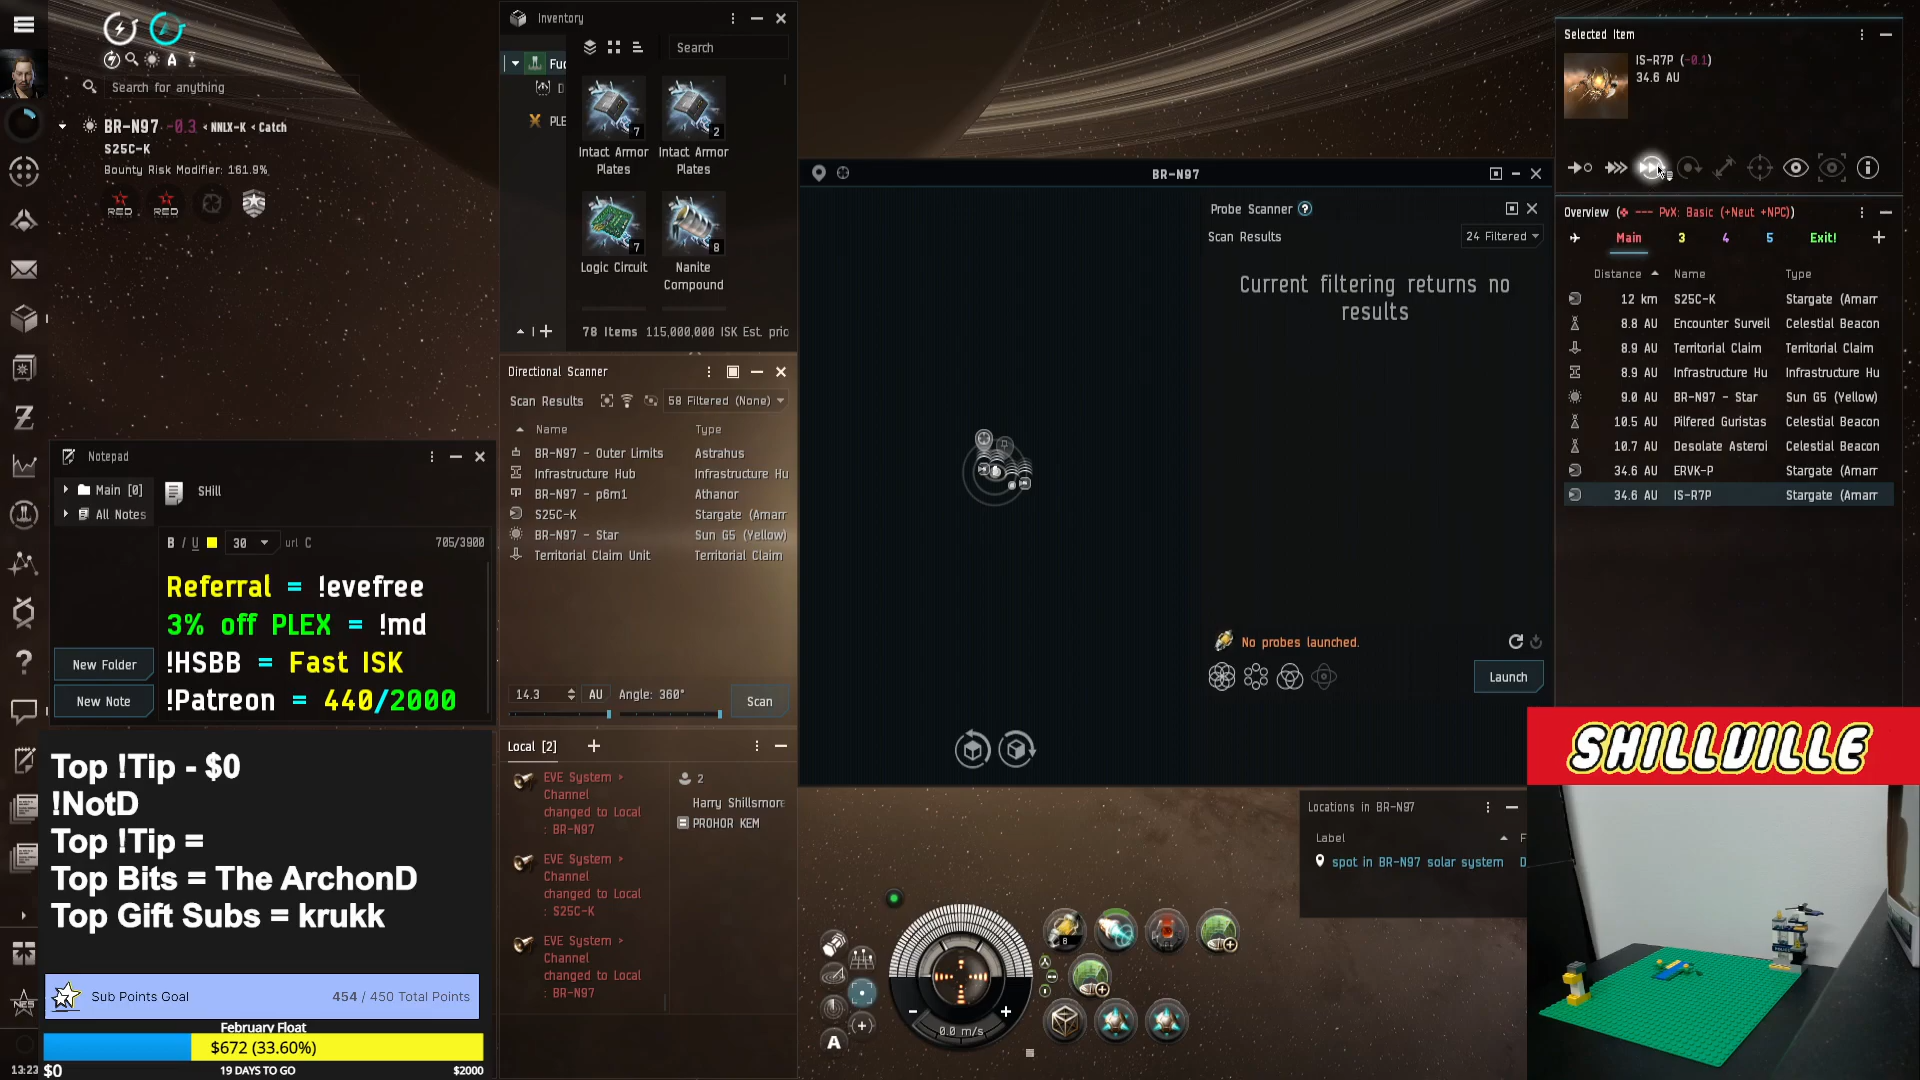 Search for anything
BR-N97 -0.3 < NNLX-K < Catch
S25C-K
Bounty Risk Modifier: 161.8%
RED
RED
Inventory
Search
PLE
7
2
Intact Armor Plates
Intact Armor Plates
7
8
Logic Circuit
Nanite Compound
78 Items 115,000,000 ISK Est. pric
Directional Scanner
Scan Results
58 Filtered (None)
Name Type
BR-N97 - Outer Limits Astrahus
Infrastructure Hub Infrastructure Hu
BR-N97 - p6m1 Athanor
S25C-K Stargate (Amarr
BR-N97 - Star Sun G5 (Yellow)
Territorial Claim Unit Territorial Claim
14.3 AU Angle: 360° Scan
Notepad
Main [0]
All Notes
SHill
B / U 30 url C 705/3900
Referral = !evefree
3% off PLEX = !md
!HSBB = Fast ISK
!Patreon = 440/2000
New Folder
New Note
Top !Tip - $0
!NotD
Top !Tip =
Top Bits = The ArchonD
Top Gift Subs = krukk
Sub Points Goal 454 / 450 Total Points
February Float
$672 (33.60%)
$0 19 DAYS TO GO $2000
NES
13:23
Local [2]
EVE System >
Channel
changed to Local
: BR-N97
EVE System >
Channel
changed to Local
: S25C-K
EVE System >
Channel
changed to Local
: BR-N97
2
Harry Shillsmore
PROHOR KEM
BR-N97
Probe Scanner
Scan Results
24 Filtered
Current filtering returns no
results
No probes launched.
Launch
8
0.0 m/s
A
Locations in BR-N97
Label
spot in BR-N97 solar system
Selected Item
IS-R7P (-0.1)
34.6 AU
Overview (--- PvX: Basic (+Neut +NPC)
Main 3 4 5 Exit!
Distance Name Type
12 km S25C-K Stargate (Amarr
8.8 AU Encounter Surveil Celestial Beacon
8.9 AU Territorial Claim Territorial Claim
8.9 AU Infrastructure Hu Infrastructure Hu
9.0 AU BR-N97 - Star Sun G5 (Yellow)
10.5 AU Pilfered Guristas Celestial Beacon
10.7 AU Desolate Asteroi Celestial Beacon
34.6 AU ERVK-P Stargate (Amarr
34.6 AU IS-R7P Stargate (Amarr
SHILLVILLE